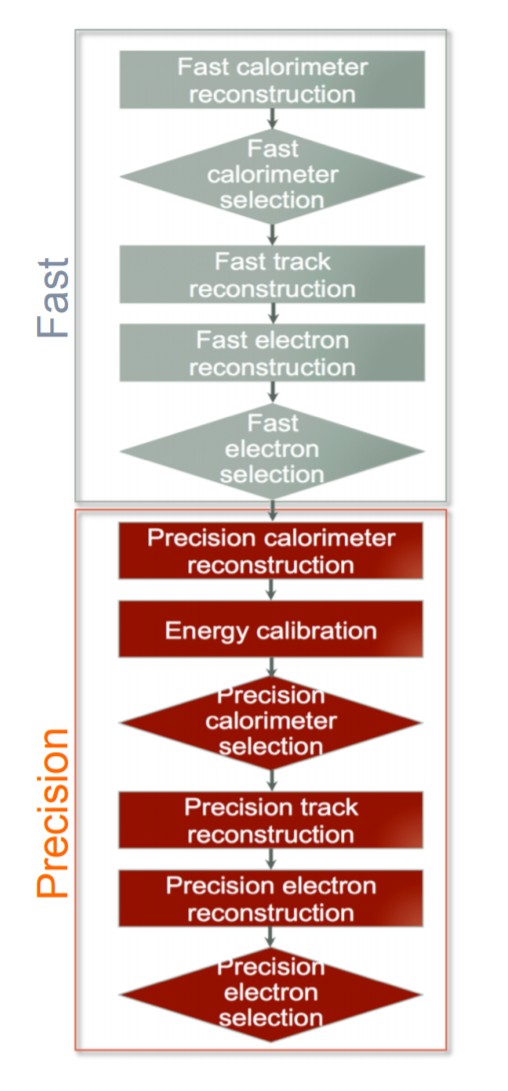 Fast
Fast calorimeter
reconstruction
Fast
calorimeter
selection
Fast track
reconstruction
Fast electron
reconstruction
Fast
electron
selection
Precision
Precision calorimeter
reconstruction
Energy calibration
Precision
calorimeter
selection
Precision track
reconstruction
Precision electron
reconstruction
Precision
electron
selection